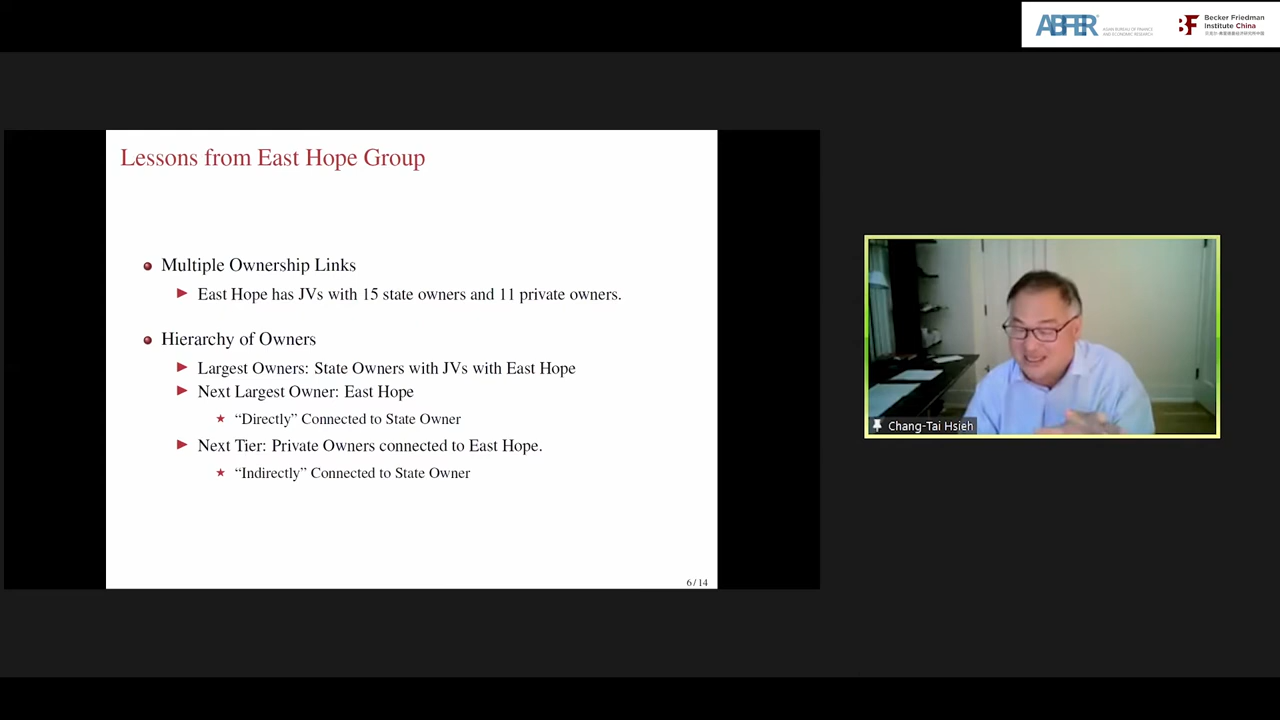 ABFER
ASIAN BUREAU OF FINANCE
AND ECONOMIC RESEARCH
BF
Becker Friedman
Institute China
Lessons from East Hope Group
Multiple Ownership Links
East Hope has JVs with 15 state owners and 11 private owners.
Hierarchy of Owners
Largest Owners: State Owners with JVs with East Hope
Next Largest Owner: East Hope
“Directly” Connected to State Owner
Next Tier: Private Owners connected to East Hope.
“Indirectly” Connected to State Owner
6 / 14
Chang-Tai Hsieh